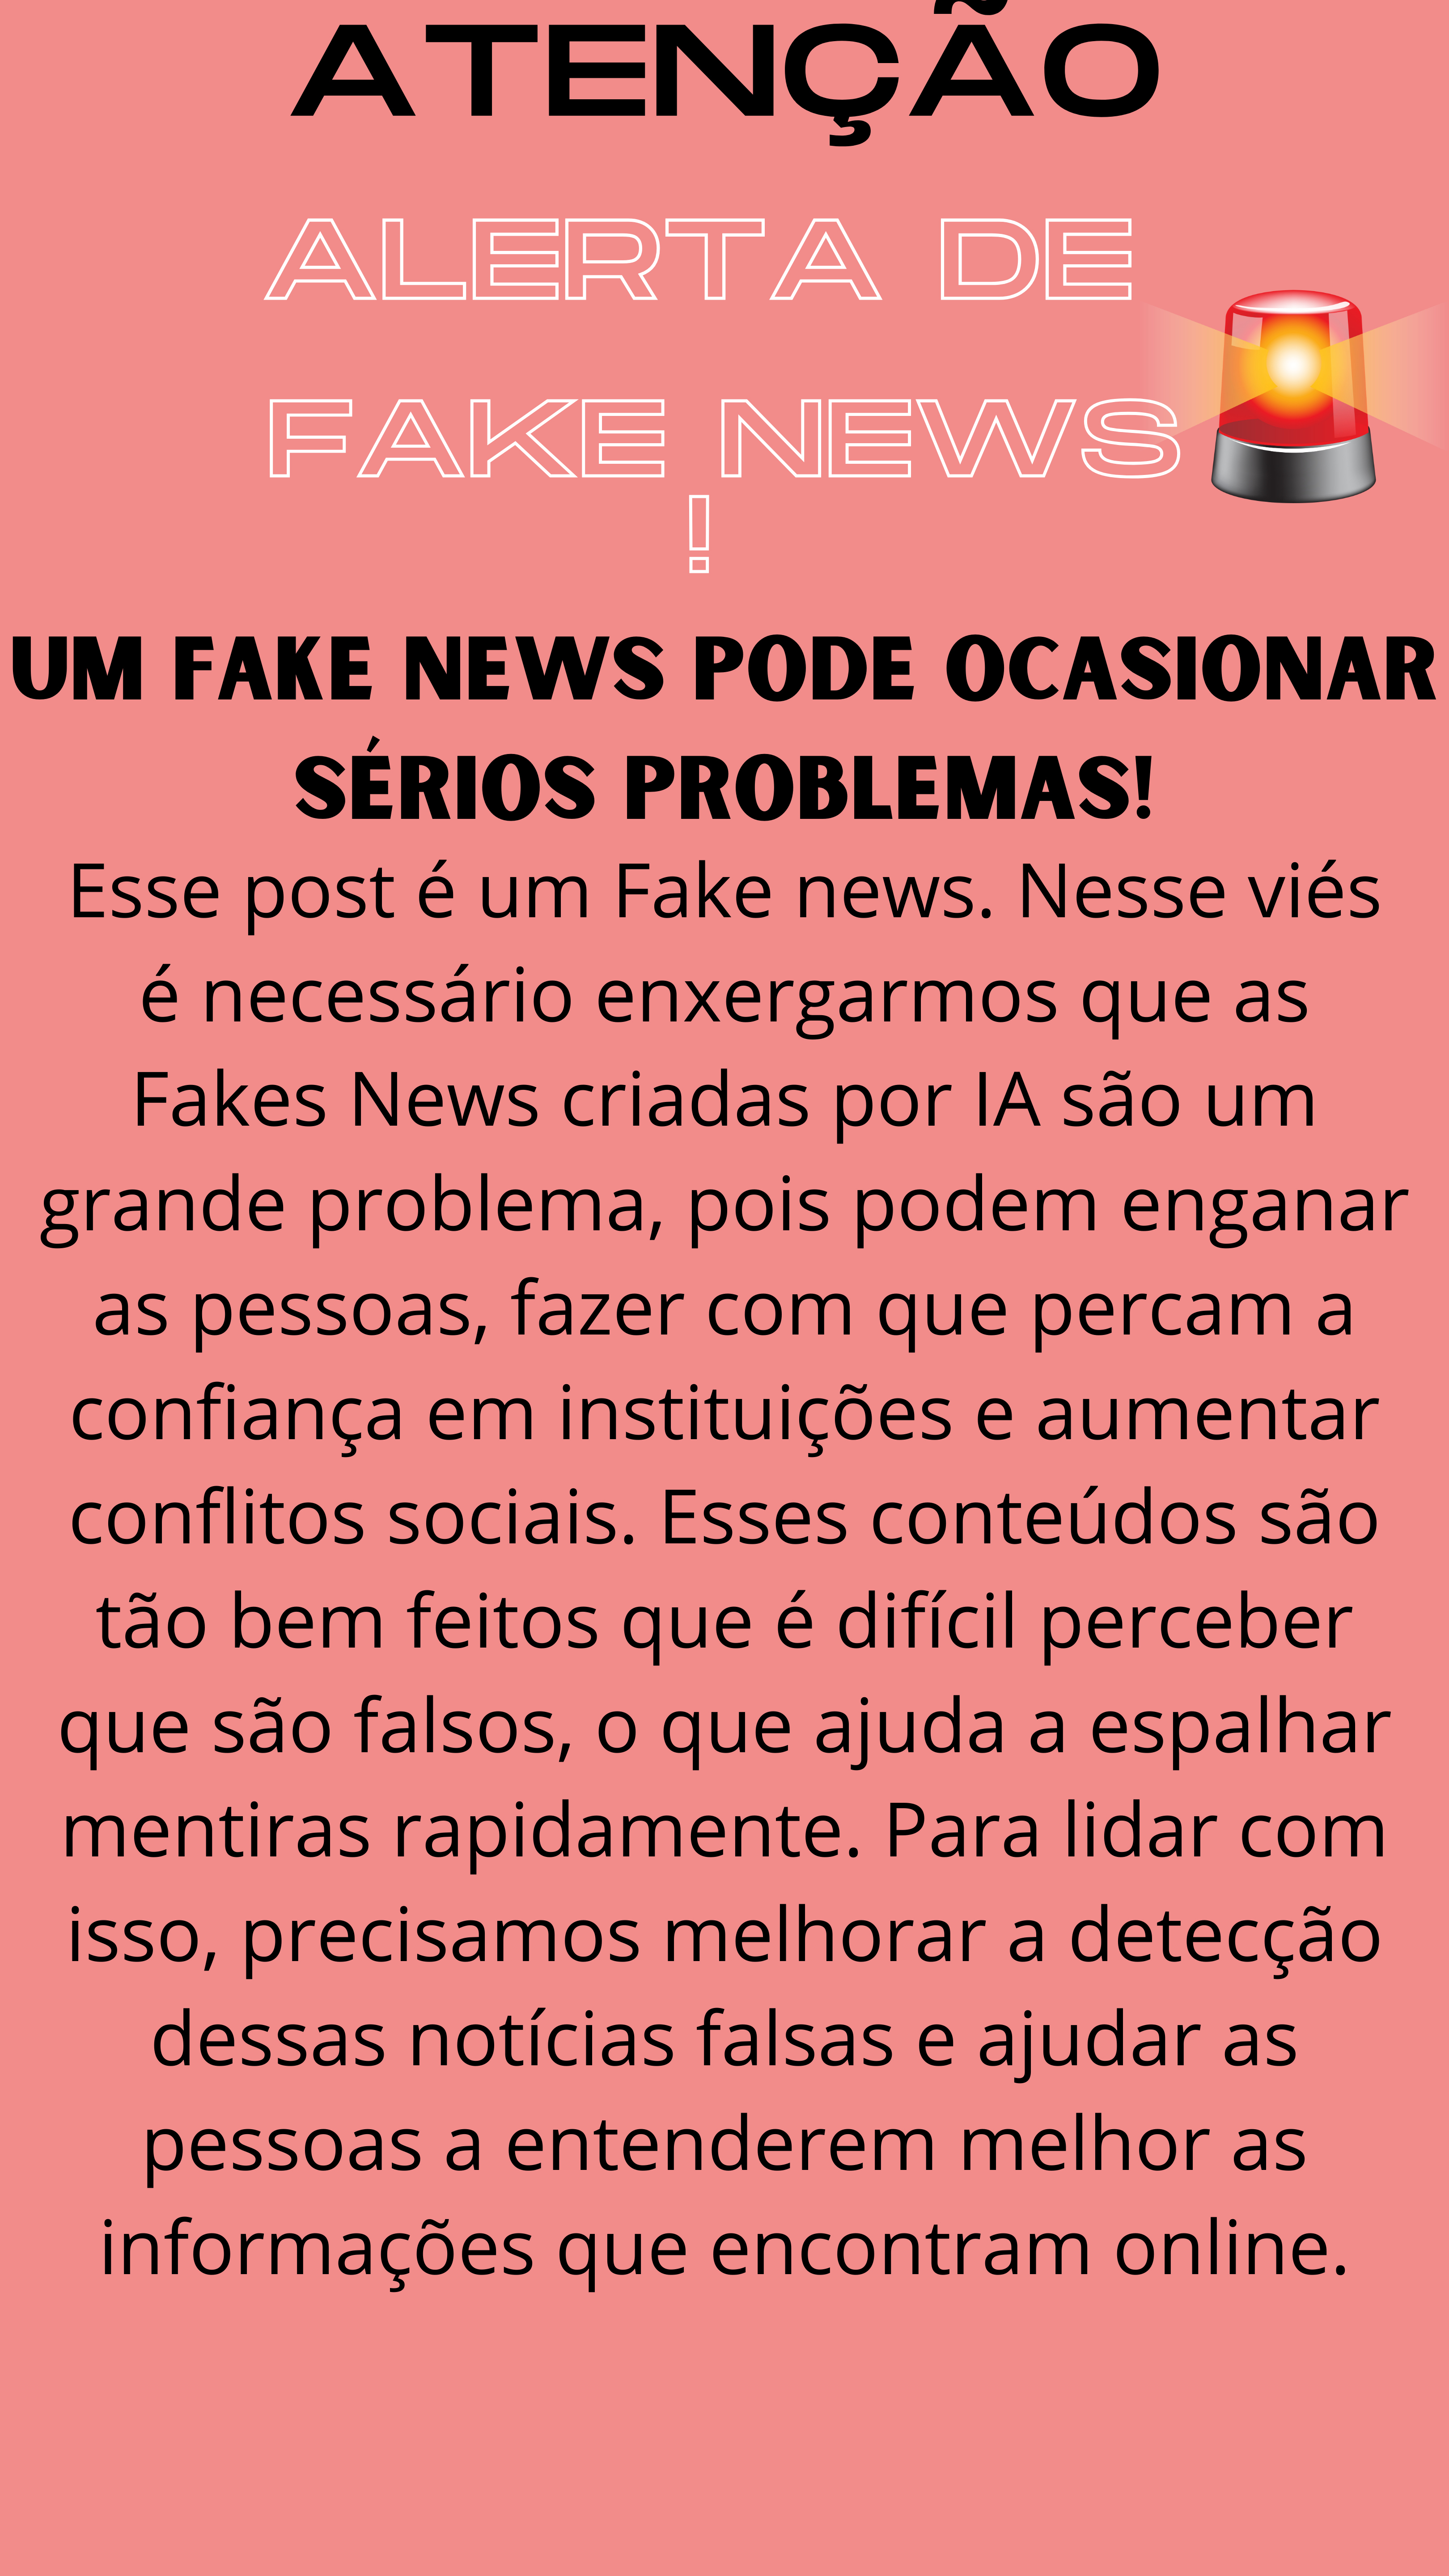 ATENÇÃO
ALERTA DE
FAKE NEWS
!
UM FAKE NEWS PODE OCASIONAR
SÉRIOS PROBLEMAS!
Esse post é um Fake news. Nesse viés
é necessário enxergarmos que as
Fakes News criadas por IA são um
grande problema, pois podem enganar
as pessoas, fazer com que percam a
confiança em instituições e aumentar
conflitos sociais. Esses conteúdos são
tão bem feitos que é difícil perceber
que são falsos, o que ajuda a espalhar
mentiras rapidamente. Para lidar com
isso, precisamos melhorar a detecção
dessas notícias falsas e ajudar as
pessoas a entenderem melhor as
informações que encontram online.